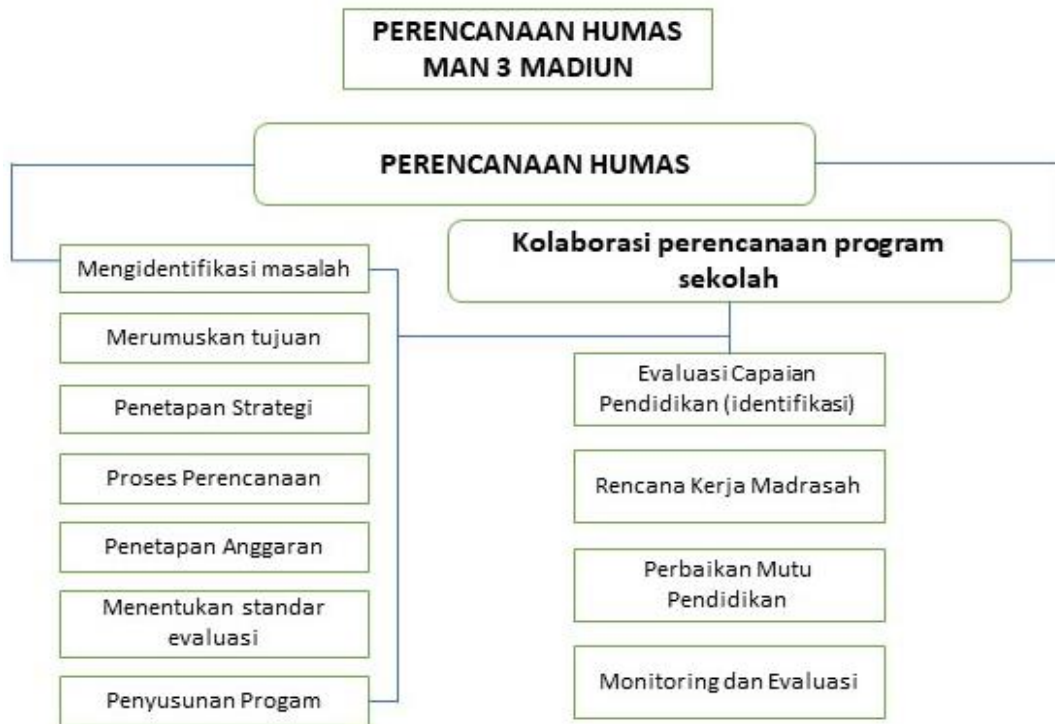 PERENCANAAN HUMAS
MAN 3 MADIUN
PERENCANAAN HUMAS
Kolaborasi perencanaan program
sekolah
Mengidentifikasi masalah
Merumuskan tujuan
Penetapan Strategi
Proses Perencanaan
Penetapan Anggaran
Menentukan standar
evaluasi
Penyusunan Progam
Evaluasi Capaian
Pendidikan (identifikasi)
Rencana Kerja Madrasah
Perbaikan Mutu
Pendidikan
Monitoring dan Evaluasi